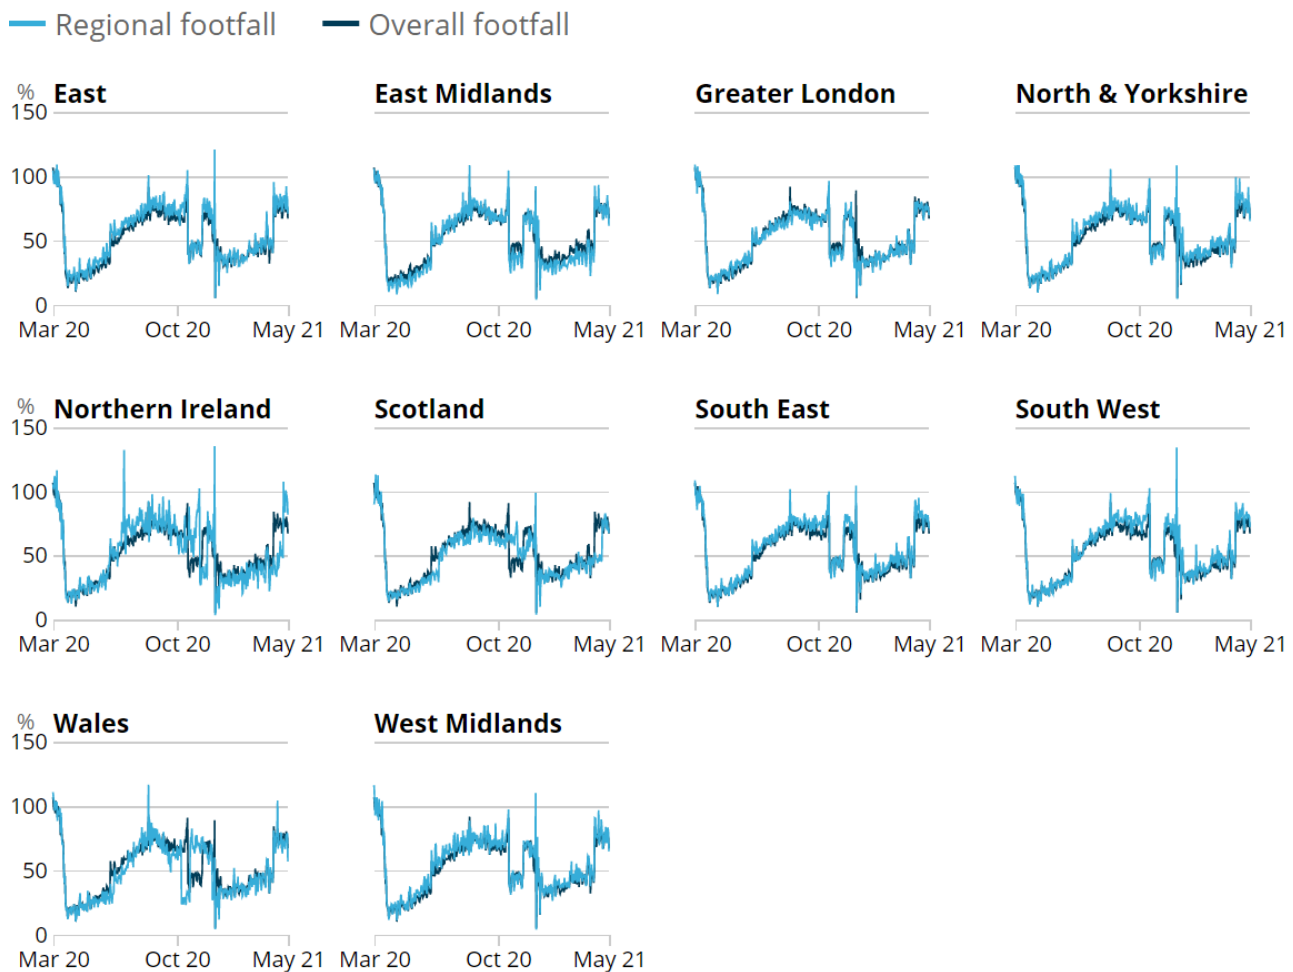 Regional footfall Overall footfall
% East East Midlands Greater London North & Yorkshire
150
100
50
0
Mar 20 Oct 20 May 21 Mar 20 Oct 20 May 21 Mar 20 Oct 20 May 21 Mar 20 Oct 20 May 21
% Northern Ireland Scotland South East South West
150
100
50
0
Mar 20 Oct 20 May 21 Mar 20 Oct 20 May 21 Mar 20 Oct 20 May 21 Mar 20 Oct 20 May 21
% Wales West Midlands
150
100
50
0
Mar 20 Oct 20 May 21 Mar 20 Oct 20 May 21